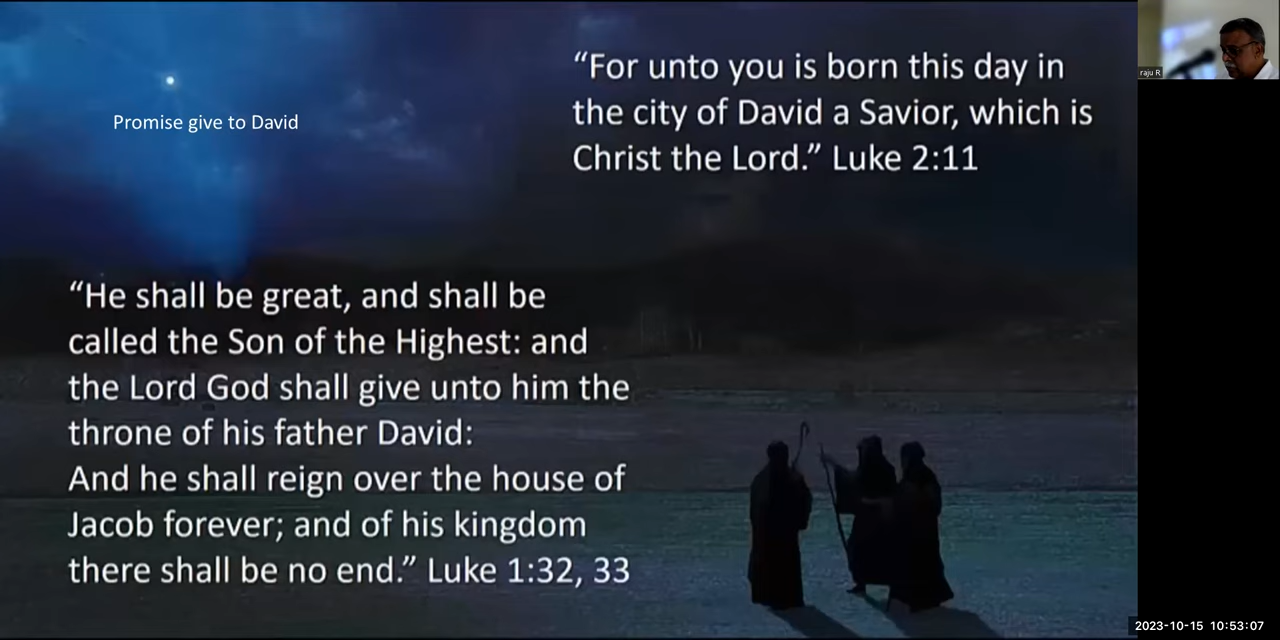 Promise give to David
“For unto you is born this day in
the city of David a Savior, which is
Christ the Lord.” Luke 2:11
“He shall be great, and shall be
called the Son of the Highest: and
the Lord God shall give unto him the
throne of his father David:
And he shall reign over the house of
Jacob forever; and of his kingdom
there shall be no end.” Luke 1:32, 33
raju R
2023-10-15 10:53:07